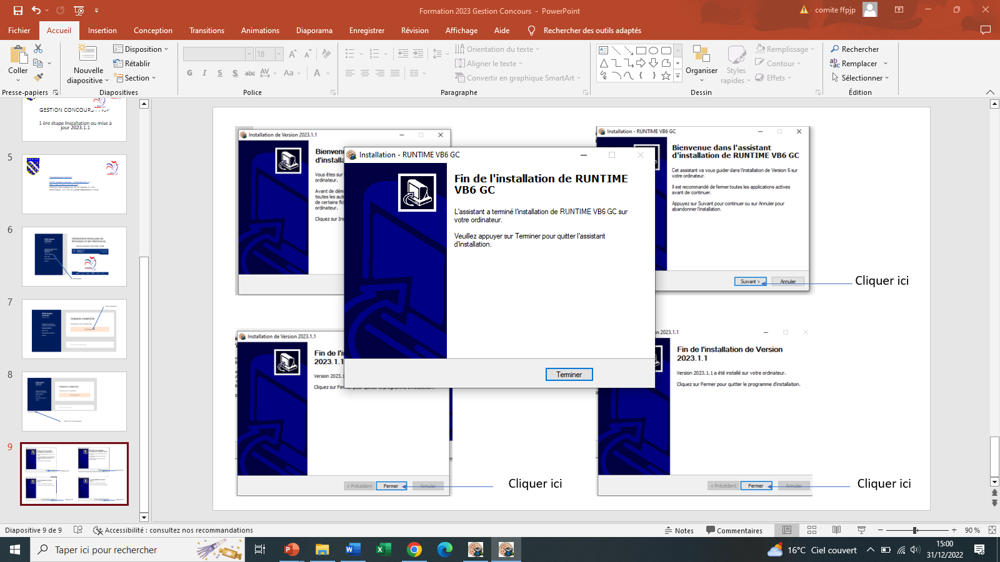 Formation 2023 Gestion Concours - PowerPoint
comite ffpjp
Fichier Accueil Insertion Conception Transitions Animations Diaporama Enregistrer Révision Affichage Aide Rechercher des outils adaptés
Coller
Nouvelle
diapositive
Disposition
Rétablir
Section
18
G I S S abc AV Aa A
Orientation du texte
Aligner le texte
Convertir en graphique SmartArt
Organiser
Styles
rapides
Remplissage
Contour
Effets
Rechercher
Remplacer
Sélectionner
Presse-papiers Diapositives Police Paragraphe Dessin Édition
GESTION CONCOURS FFPJP
1 ère étape Installation ou mise à
jour 2023.1.1
5
6
7
VERSION COMPLÈTE
8
9
Installation de Version 2023.1.1
Bienven
d'installa
Vous êtes sur
ordinateur.
Avant de dém
toutes les aut
de certains fic
ordinateur.
Cliquez sur Ins
Installation - RUNTIME VB6 GC
Bienvenue dans l'assistant
d'installation de RUNTIME VB6 GC
Cet assistant va vous guider dans l'installation de Version 6 sur
votre ordinateur.
Il est recommandé de fermer toutes les applications actives
avant de continuer.
Appuyez sur Suivant pour continuer ou sur Annuler pour
abandonner l'installation.
Suivant > Annuler
Cliquer ici
Installation - RUNTIME VB6 GC
Fin de l'installation de RUNTIME
VB6 GC
L'assistant a terminé l'installation de RUNTIME VB6 GC sur
votre ordinateur.
Veuillez appuyer sur Terminer pour quitter l'assistant
d'installation.
Terminer
Installation de Version 2023.1.1
Fin de l'i
2023.1.1
Version 2023.1
Cliquez sur Fermer pour quitter le programme d'installation.
< Précédent Fermer Annuler
Cliquer ici
on 2023.1.1
Fin de l'installation de Version
2023.1.1
Version 2023.1.1 a été installé sur votre ordinateur.
Cliquez sur Fermer pour quitter le programme d'installation.
< Précédent Fermer Annuler
Cliquer ici
Diapositive 9 de 9 Accessibilité : consultez nos recommandations Notes Commentaires 90 %
Taper ici pour rechercher
16°C Ciel couvert
15:00
31/12/2022